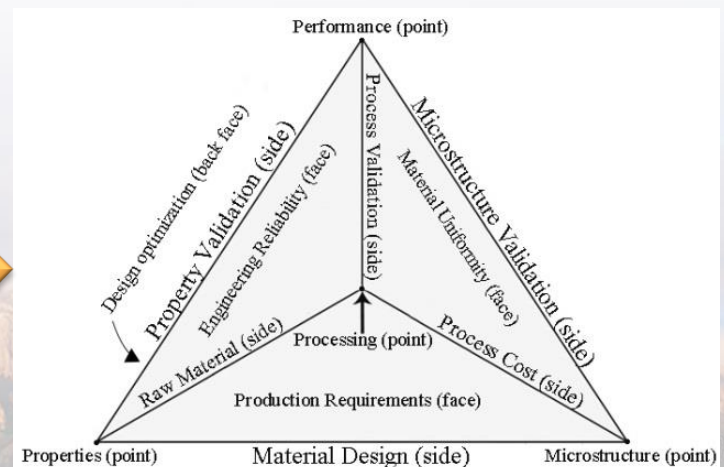 Performance (point)
Design optimization (back face)
Property Validation (side)
Engineering Reliability (face)
Process Validation (side)
Material Uniformity (face)
Microstructure Validation (side)
Raw Material (side)
Processing (point)
Process Cost (side)
Production Requirements (face)
Properties (point)
Material Design (side)
Microstructure (point)